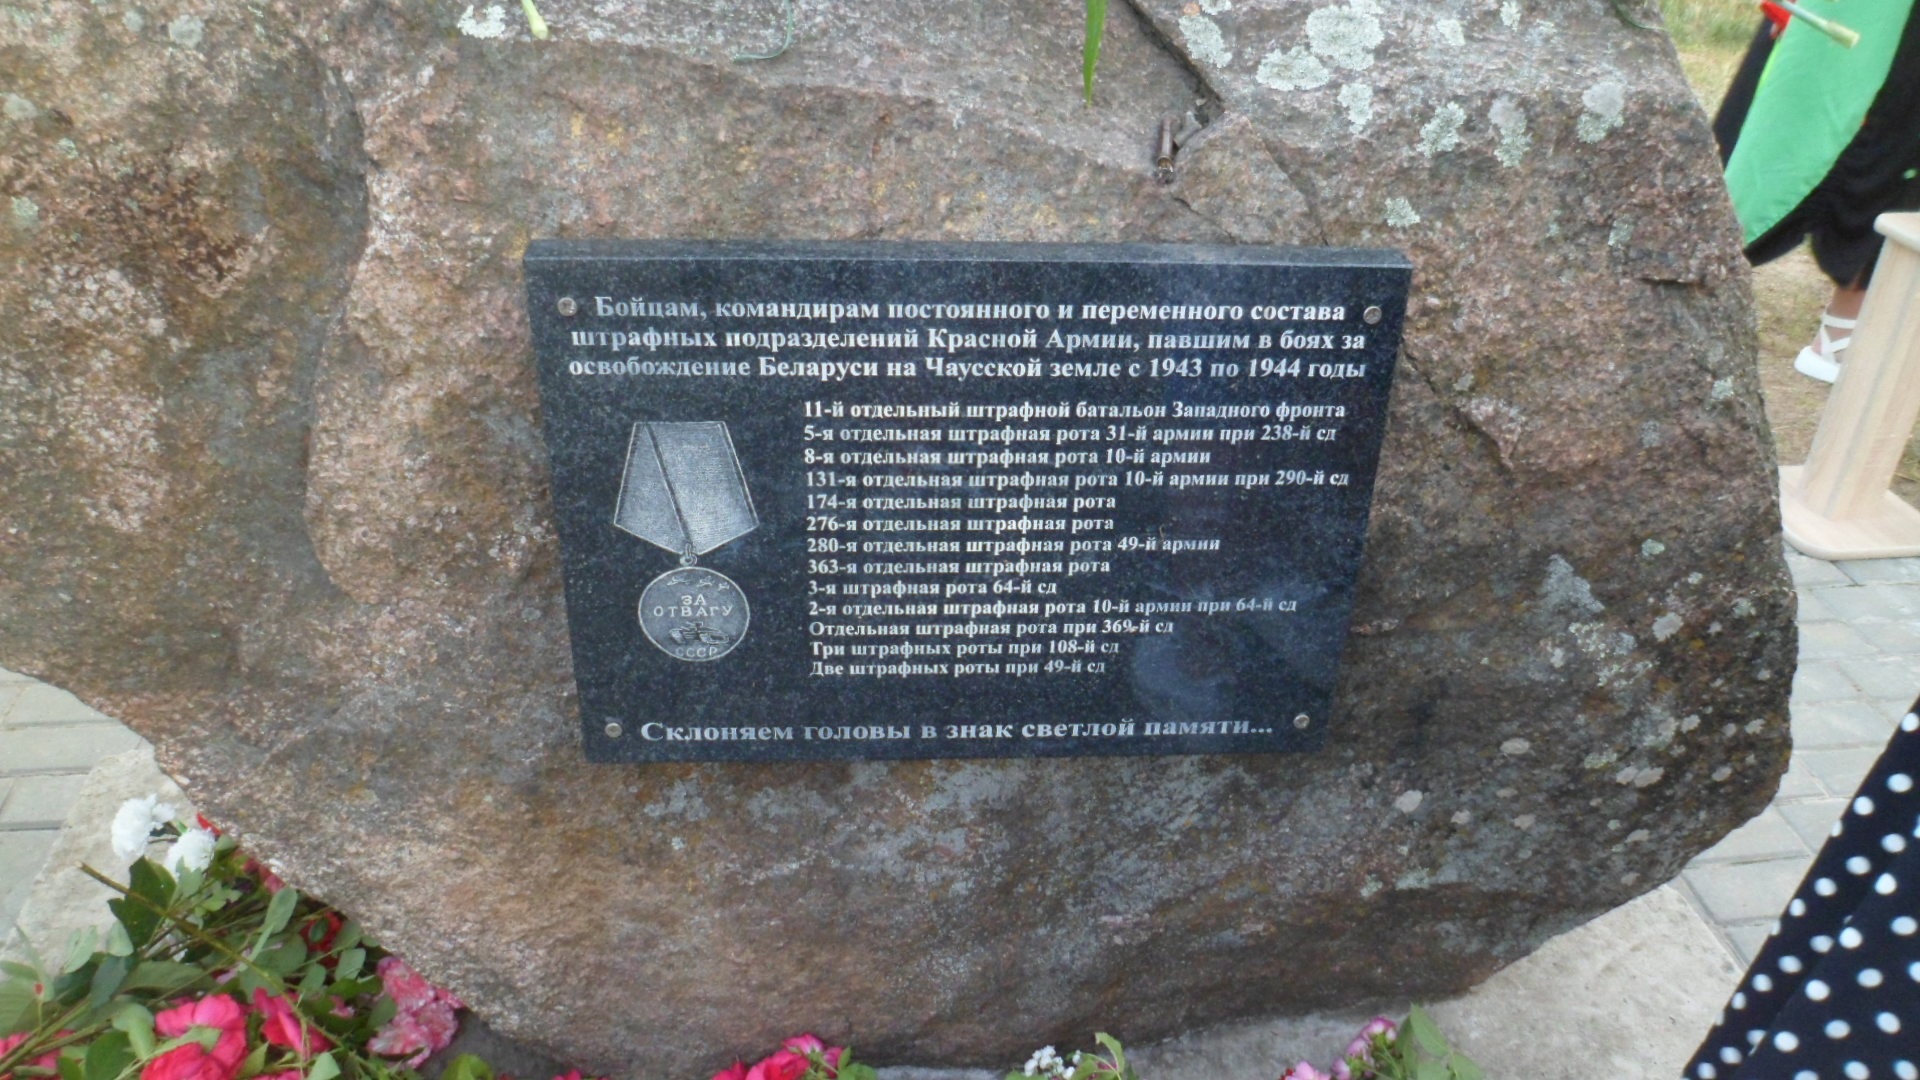 Бойцам, командирам постоянного и переменного состава
штрафных подразделений Красной Армии, павшим в боях за
освобождение Беларуси на Чаусской земле с 1943 по 1944 годы
11-й отдельный штрафной батальон Западного фронта
5-я отдельная штрафная рота 31-й армии при 238-й сд
8-я отдельная штрафная рота 10-й армии
131-я отдельная штрафная рота 10-й армии при 290-й сд
174-я отдельная штрафная рота
276-я отдельная штрафная рота
280-я отдельная штрафная рота 49-й армии
363-я отдельная штрафная рота
3-я штрафная рота 64-й сд
2-я отдельная штрафная рота 10-й армии при 64-й сд
Отдельная штрафная рота при 369-й сд
Три штрафных роты при 108-й сд
Две штрафных роты при 49-й сд
ЗА
ОТВАГУ
СССР
Склоняем головы в знак светлой памяти...